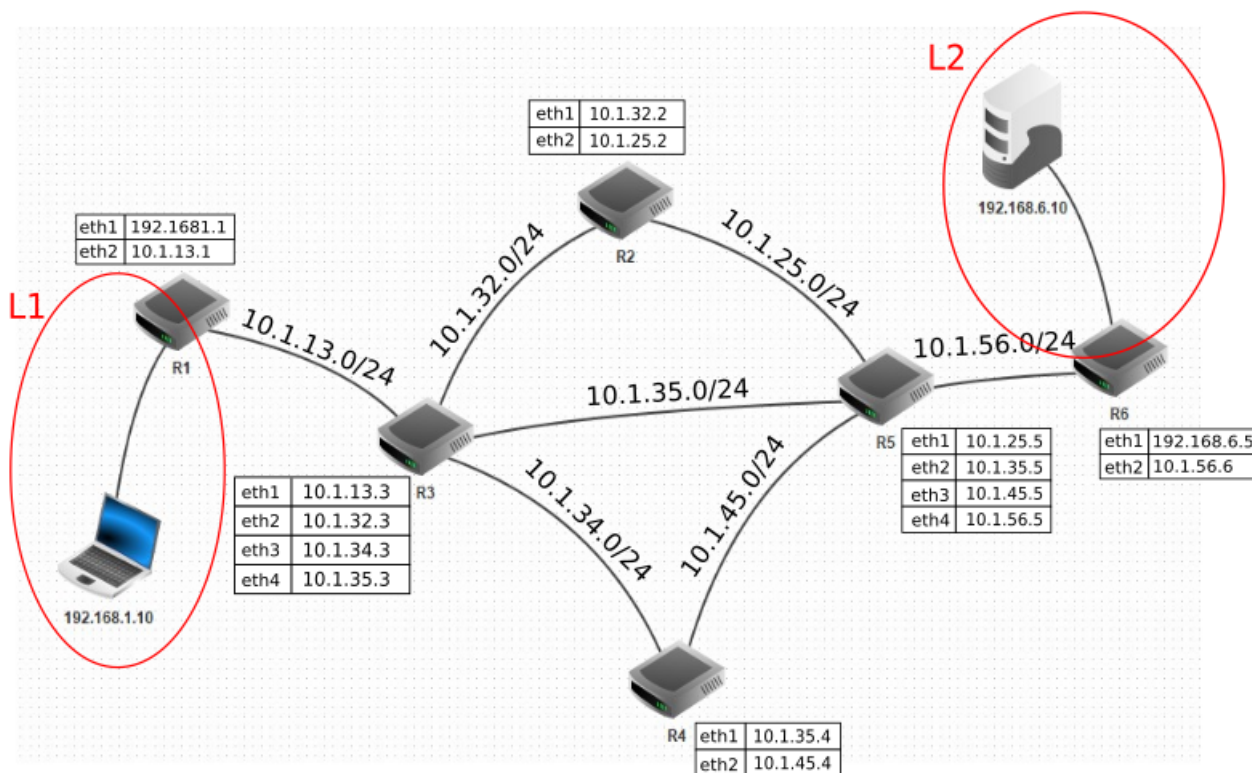 L2
eth1 10.1.32.2
eth2 10.1.25.2
192.168.6.10
eth1 192.1681.1
eth2 10.1.13.1
R2
10.1.32.0/24
10.1.25.0/24
L1
R1
10.1.13.0/24
10.1.56.0/24
10.1.35.0/24
R6
R5
eth1 10.1.25.5
eth2 10.1.35.5
eth3 10.1.45.5
eth4 10.1.56.5
eth1 192.168.6.5
eth2 10.1.56.6
R3
eth1 10.1.13.3
eth2 10.1.32.3
eth3 10.1.34.3
eth4 10.1.35.3
10.1.34.0/24
10.1.45.0/24
192.168.1.10
R4
eth1 10.1.35.4
eth2 10.1.45.4